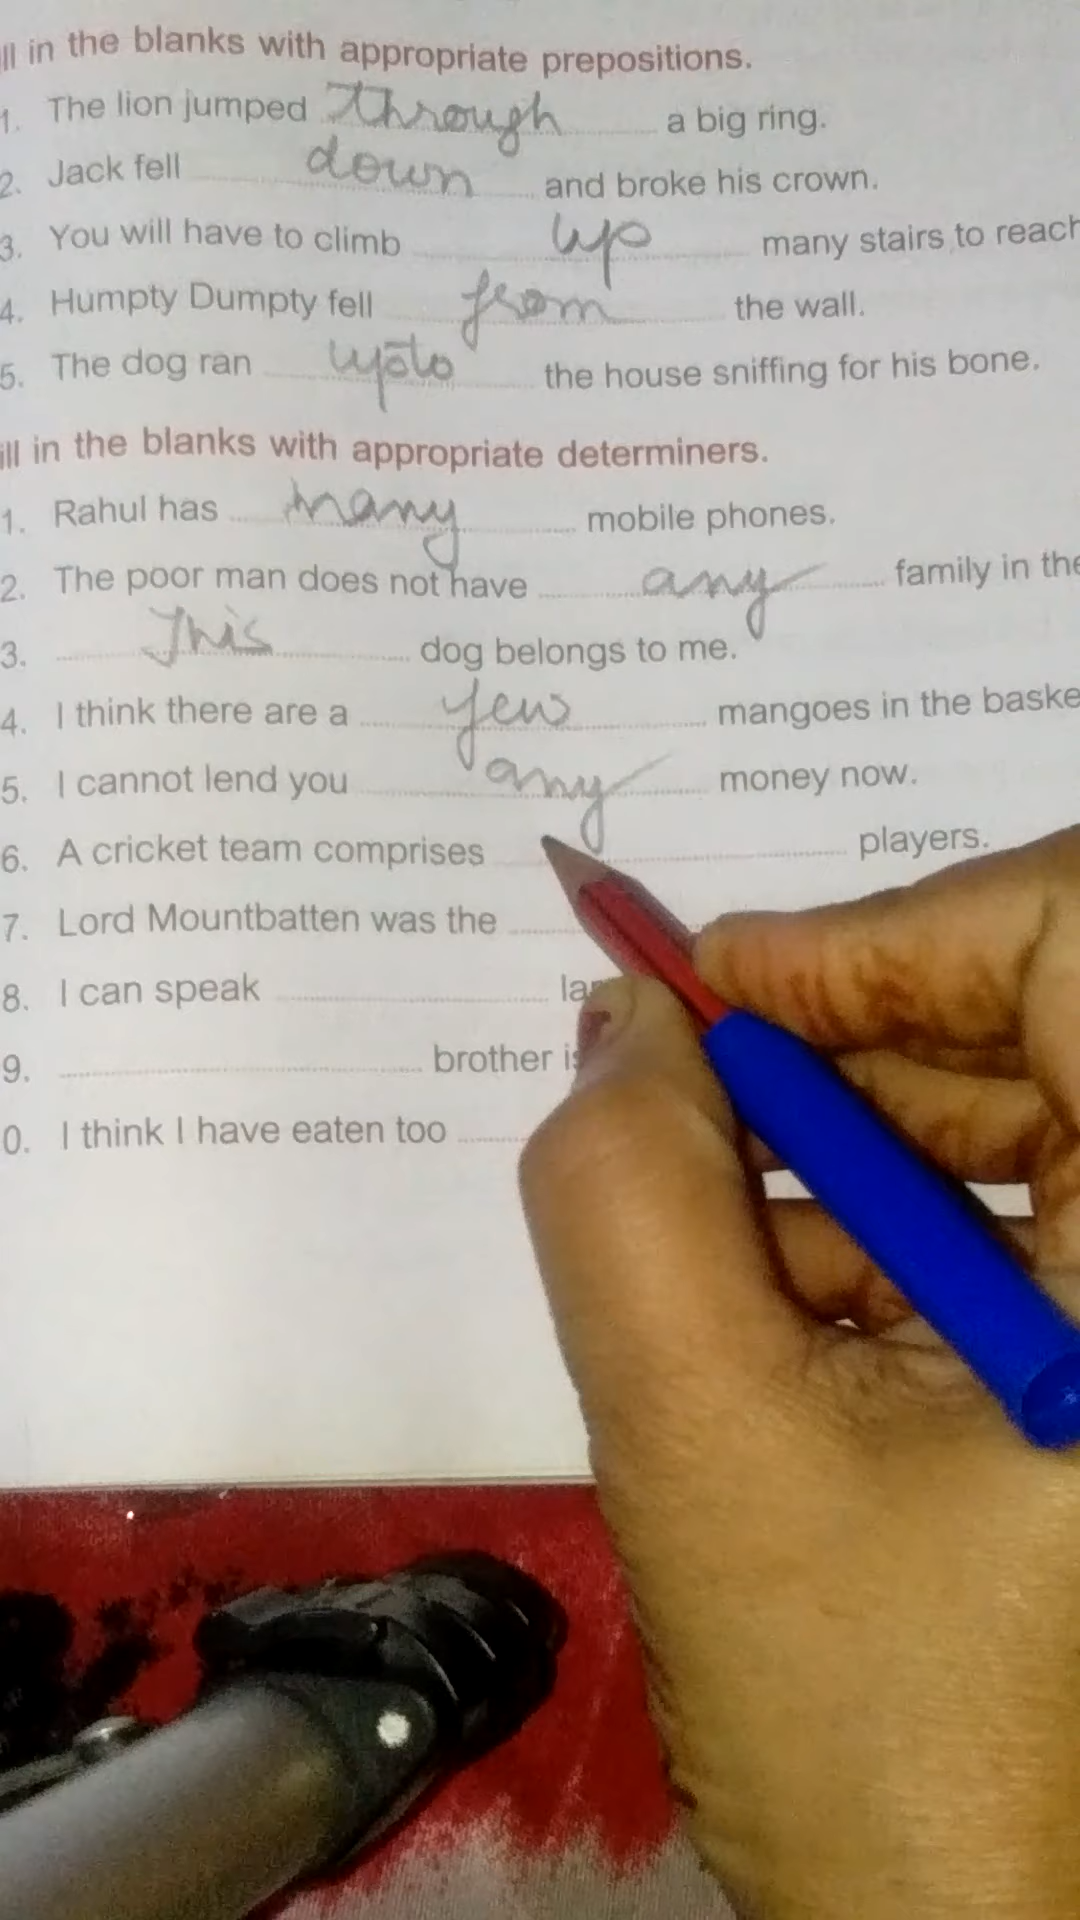 ll in the blanks with appropriate prepositions.
1. The lion jumped through a big ring.
2. Jack fell down and broke his crown.
3. You will have to climb up many stairs to reach
4. Humpty Dumpty fell from the wall.
5. The dog ran upto the house sniffing for his bone.
ill in the blanks with appropriate determiners.
1. Rahul has many mobile phones.
2. The poor man does not have any family in the
3. This dog belongs to me.
4. I think there are a few mangoes in the baske
5. I cannot lend you any money now.
6. A cricket team comprises players.
7. Lord Mountbatten was the
8. I can speak la
9. brother is
0. I think I have eaten too